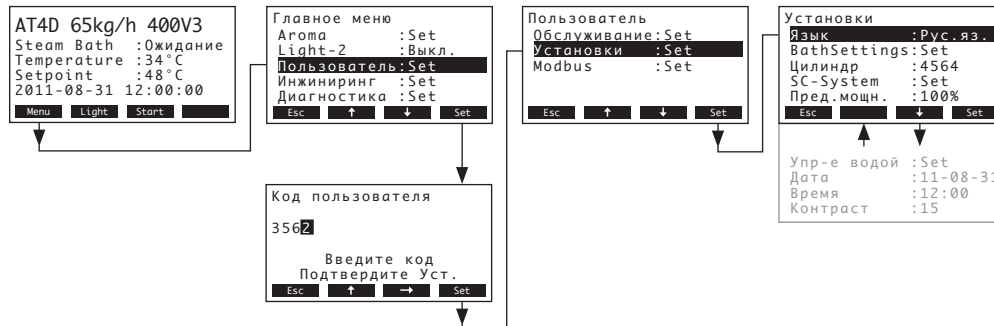 AT4D 65kg/h 400V3
Steam Bath :Ожидание
Temperature :34°C
Setpoint :48°C
2011-08-31 12:00:00
Menu Light Start
Главное меню
Aroma :Set
Light-2 :Выкл.
Пользователь:Set
Инжиниринг :Set
Диагностика :Set
Esc ↑ ↓ Set
Код пользователя
3562
Введите код
Подтвердите Уст.
Esc ↑ → Set
Пользователь
Обслуживание:Set
Установки :Set
Modbus :Set
Esc ↑ ↓ Set
Установки
Язык :Рус.яз.
BathSettings:Set
Цилиндр :4564
SC-System :Set
Пред.мощн. :100%
Esc ↓ Set
Упр-е водой :Set
Дата :11-08-31
Время :12:00
Контраст :15